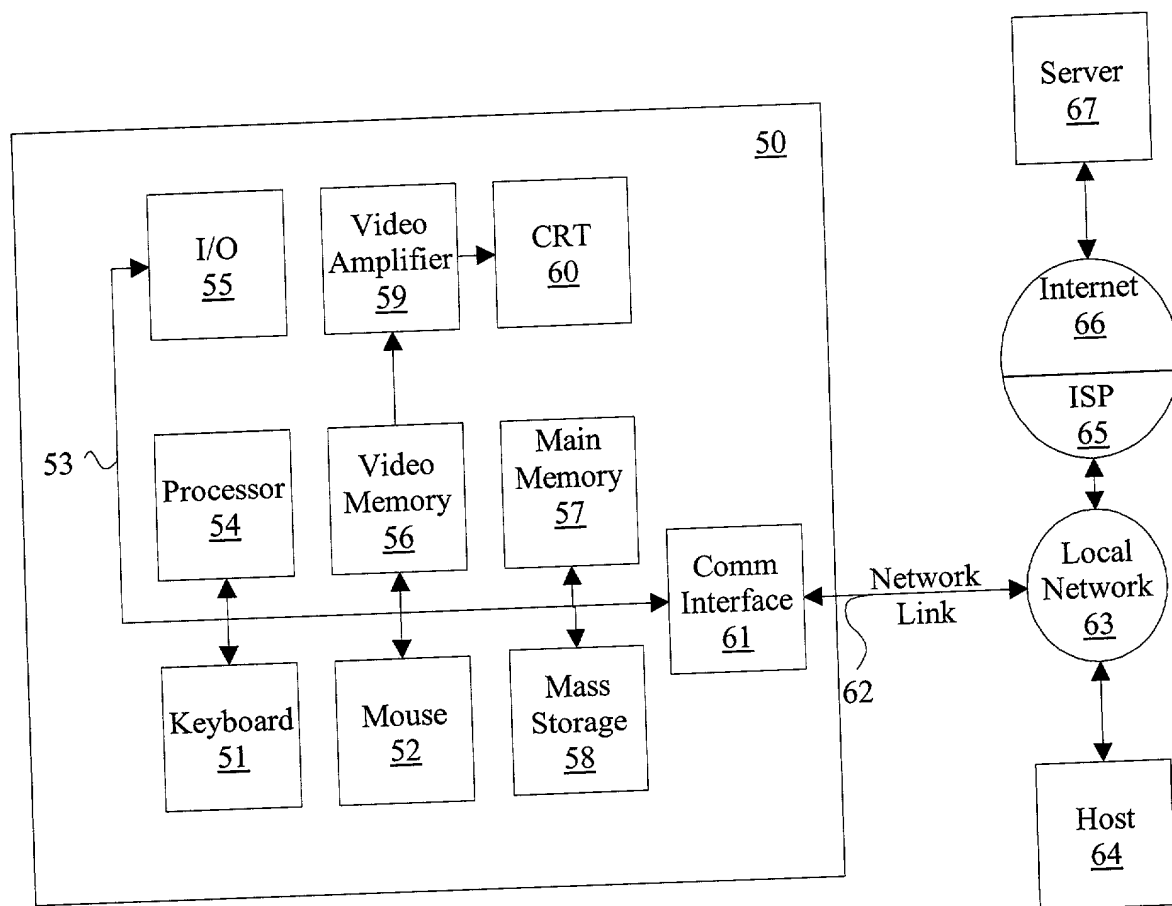 50
I/O
55
Video
Amplifier
59
CRT
60
53
Processor
54
Video
Memory
56
Main
Memory
57
Keyboard
51
Mouse
52
Mass
Storage
58
Comm
Interface
61
Network
Link
62
Server
67
Internet
66
ISP
65
Local
Network
63
Host
64